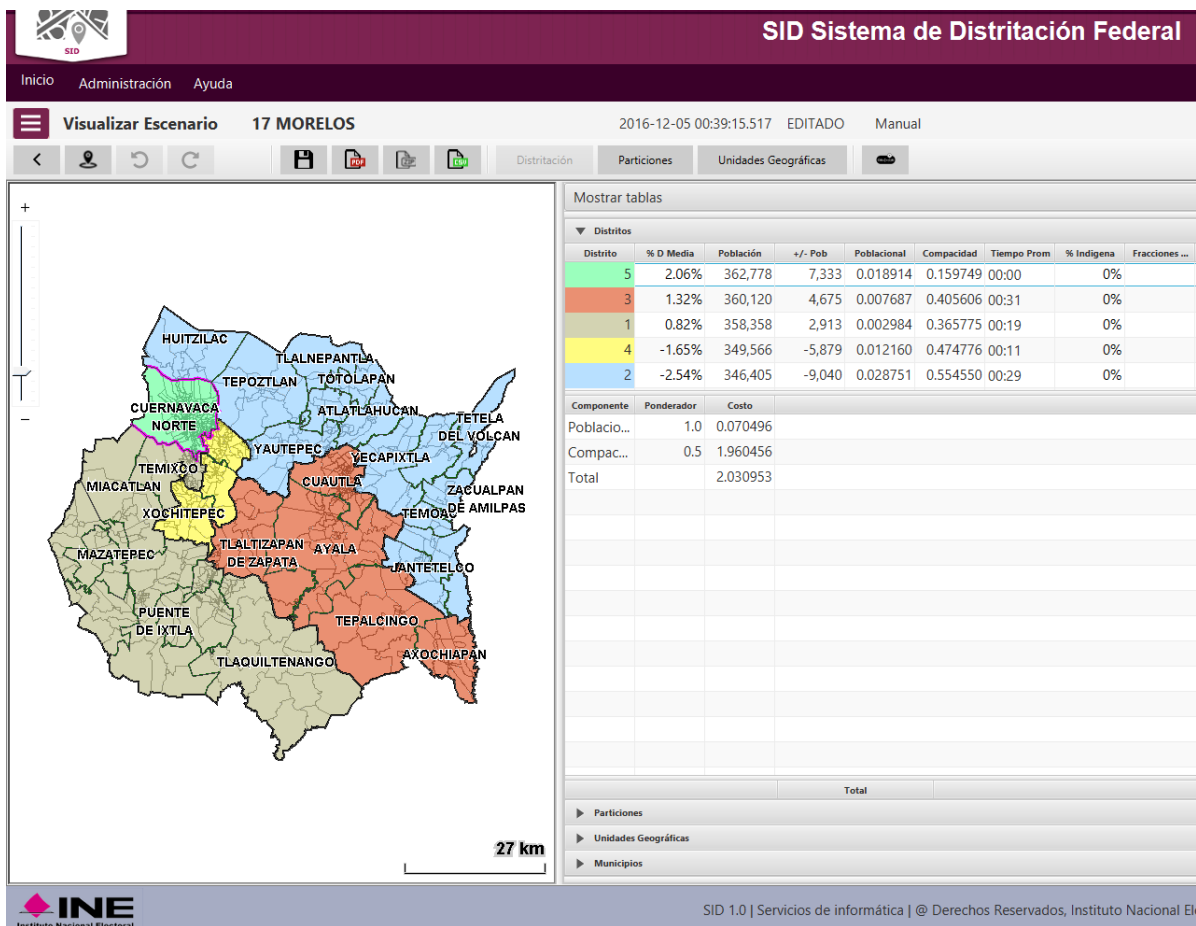 SID
SID Sistema de Distritación Federal
Inicio Administración Ayuda
Visualizar Escenario 17 MORELOS 2016-12-05 00:39:15.517 EDITADO Manual
PDF ZIP CSV Distritación Particiones Unidades Geográficas
Mostrar tablas
Distritos
Distrito % D Media Población +/- Pob Poblacional Compacidad Tiempo Prom % Indigena Fracciones ...
5 2.06% 362,778 7,333 0.018914 0.159749 00:00 0%
3 1.32% 360,120 4,675 0.007687 0.405606 00:31 0%
1 0.82% 358,358 2,913 0.002984 0.365775 00:19 0%
4 -1.65% 349,566 -5,879 0.012160 0.474776 00:11 0%
2 -2.54% 346,405 -9,040 0.028751 0.554550 00:29 0%
Componente Ponderador Costo
Poblacio... 1.0 0.070496
Compac... 0.5 1.960456
Total 2.030953
Total
Particiones
Unidades Geográficas
Municipios
+
-
HUITZILAC
TLALNEPANTLA
TEPOZTLAN
TOTOLAPAN
CUERNAVACA
NORTE
ATLATLAHUCAN
TETELA
DEL VOLCAN
YAUTEPEC
YECAPIXTLA
TEMIXCO
MIACATLAN
CUAUTLA
ZACUALPAN
DE AMILPAS
XOCHITEPEC
TEMOAC
TLALTIZAPAN
DE ZAPATA
AYALA
MAZATEPEC
JANTETELCO
PUENTE
DE IXTLA
TEPALCINGO
TLAQUILTENANGO
AXOCHIAPAN
27 km
INE
Instituto Nacional Electoral
SID 1.0 | Servicios de informática | @ Derechos Reservados, Instituto Nacional El